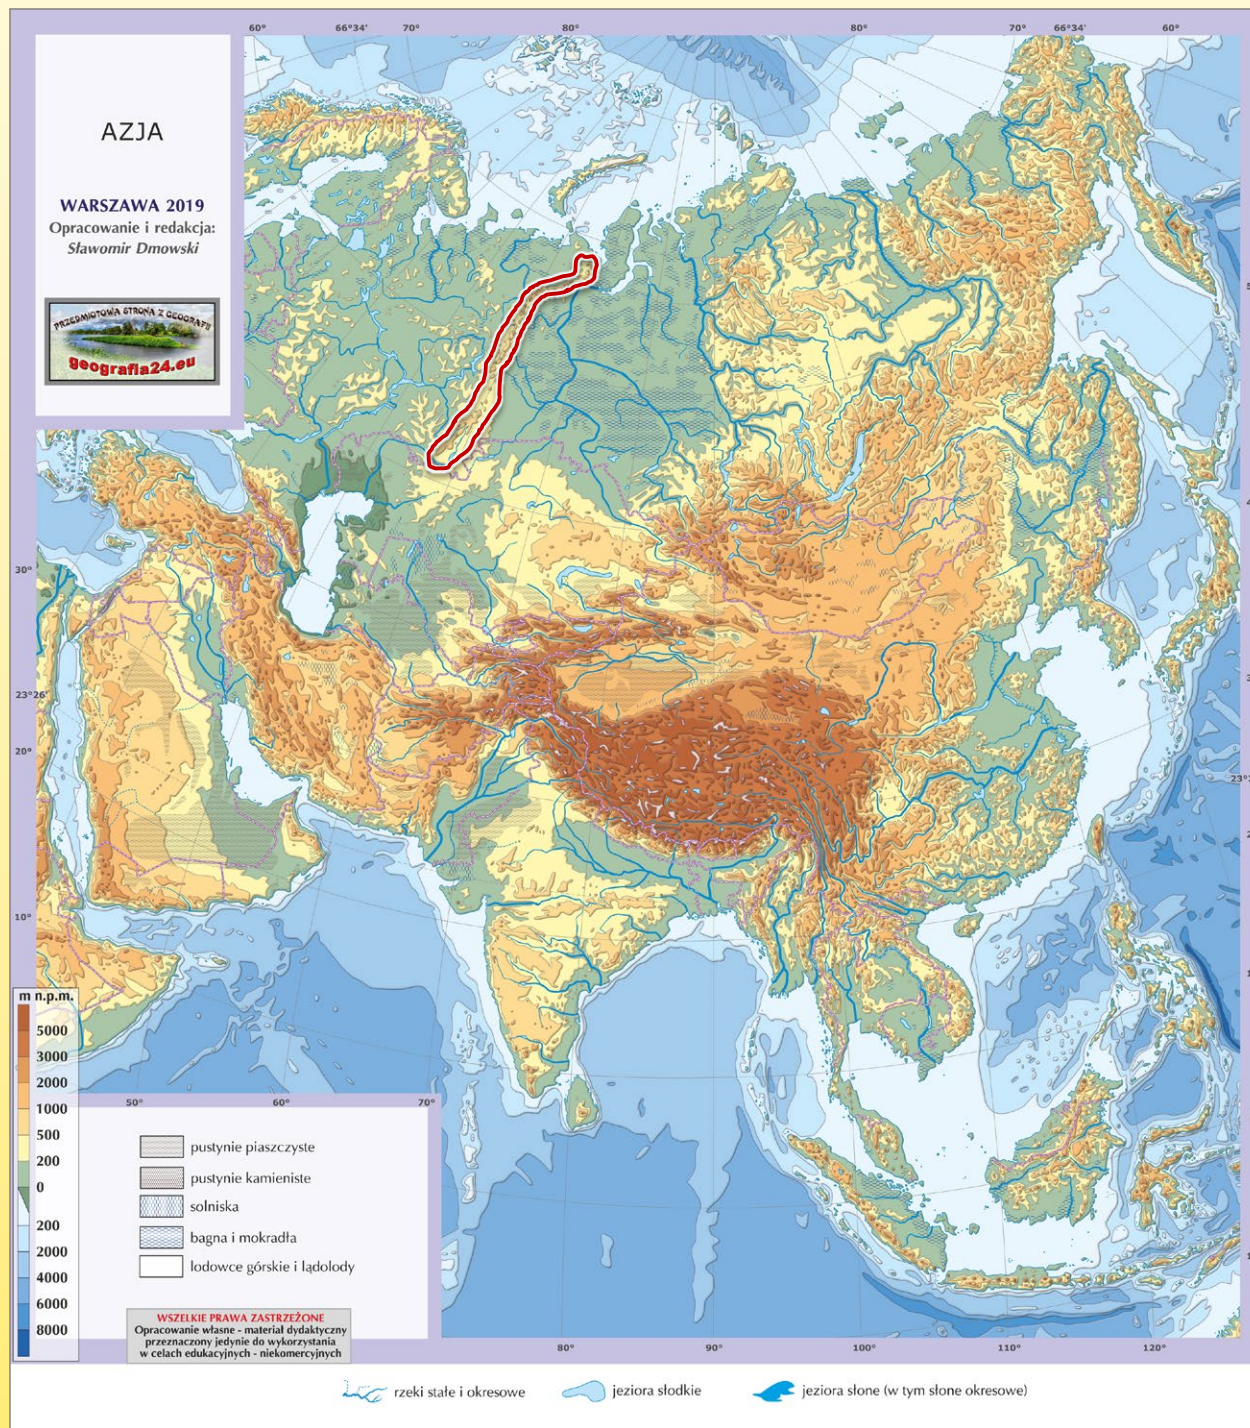 60° 66°34' 70° 80° 80° 70° 66°34' 60°
AZJA
WARSZAWA 2019
Opracowanie i redakcja:
Sławomir Dmowski
PRZEDMIOTOWA STRONA Z GEOGRAFII
geografia24.eu
30°
23°26'
20°
10°
m n.p.m.
5000
3000
2000
1000
500
200
0
200
2000
4000
6000
8000
50° 60° 70°
pustynie piaszczyste
pustynie kamieniste
solniska
bagna i mokradła
lodowce górskie i lądolody
WSZELKIE PRAWA ZASTRZEŻONE
Opracowanie własne - materiał dydaktyczny
przeznaczony jedynie do wykorzystania
w celach edukacyjnych - niekomercyjnych
80° 90° 100° 110° 120°
rzeki stałe i okresowe
jeziora słodkie
jeziora słone (w tym słone okresowe)